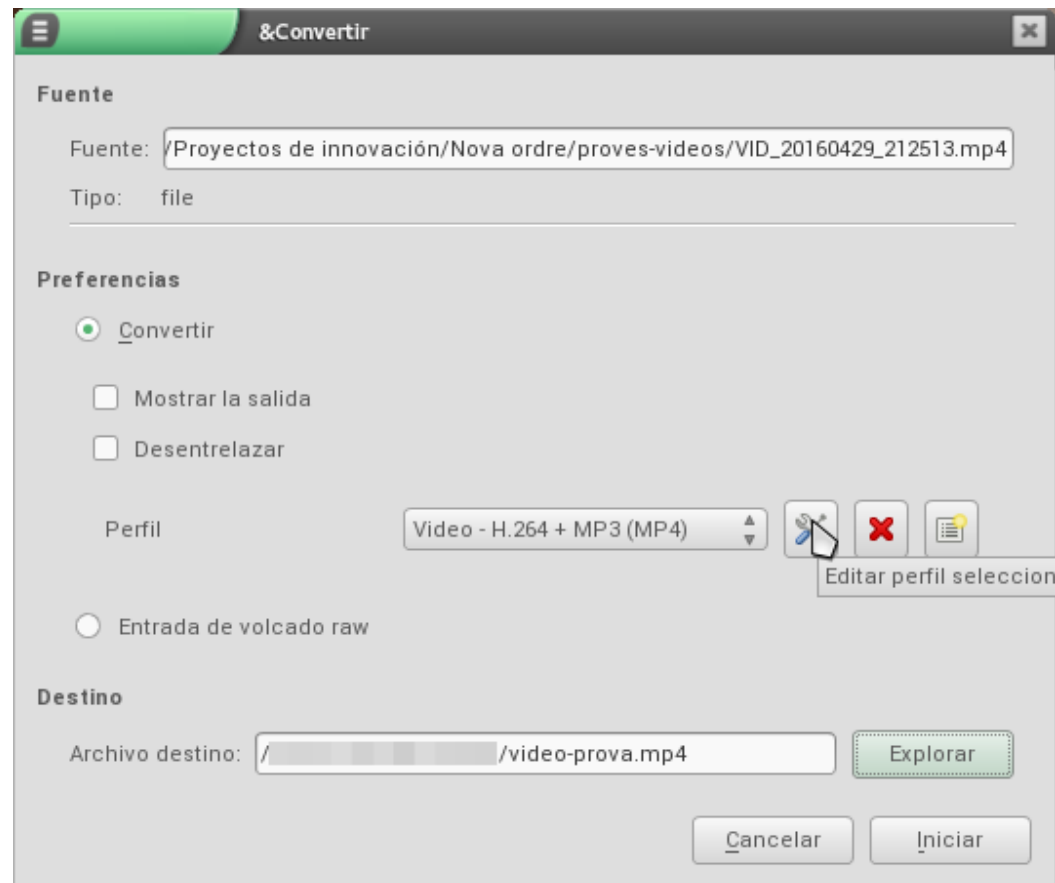 &Convertir
Fuente
Fuente: /Proyectos de innovación/Nova ordre/proves-videos/VID_20160429_212513.mp4
Tipo: file
Preferencias
Convertir
Mostrar la salida
Desentrelazar
Perfil Video - H.264 + MP3 (MP4)
Editar perfil seleccion
Entrada de volcado raw
Destino
Archivo destino: / /video-prova.mp4 Explorar
Cancelar Iniciar